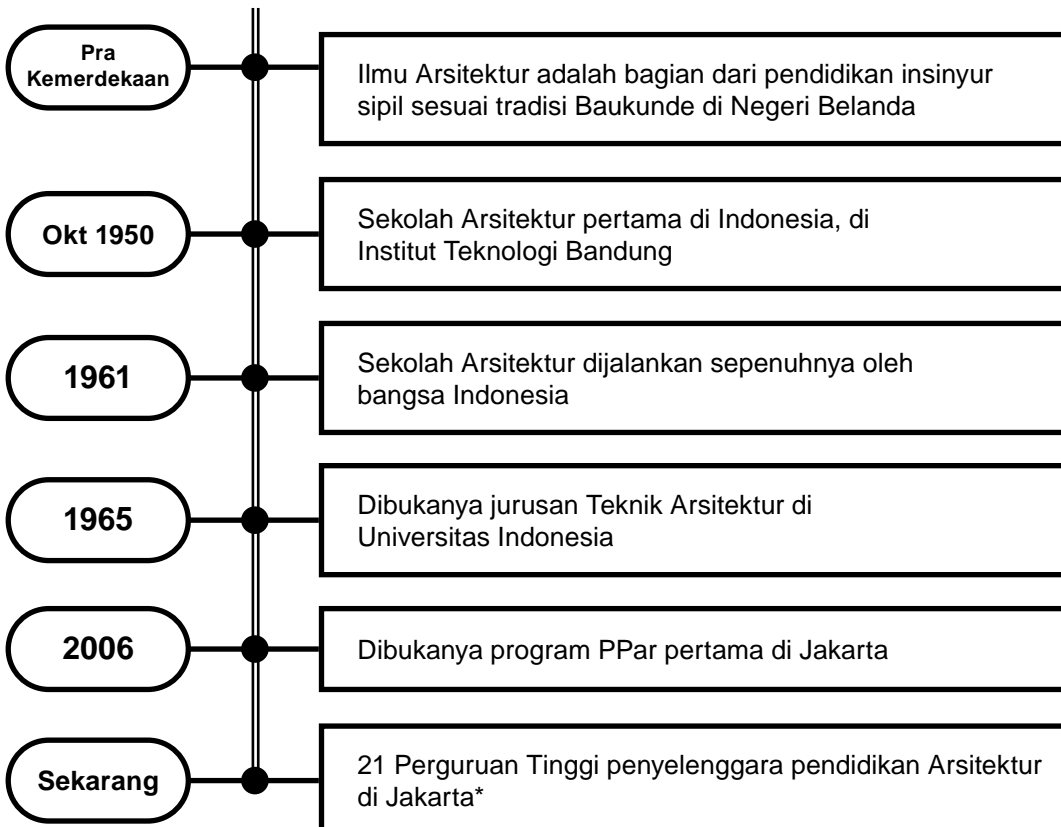 Pra
Kemerdekaan
Ilmu Arsitektur adalah bagian dari pendidikan insinyur
sipil sesuai tradisi Baukunde di Negeri Belanda
Okt 1950
Sekolah Arsitektur pertama di Indonesia, di
Institut Teknologi Bandung
1961
Sekolah Arsitektur dijalankan sepenuhnya oleh
bangsa Indonesia
1965
Dibukanya jurusan Teknik Arsitektur di
Universitas Indonesia
2006
Dibukanya program PPar pertama di Jakarta
Sekarang
21 Perguruan Tinggi penyelenggara pendidikan Arsitektur
di Jakarta*